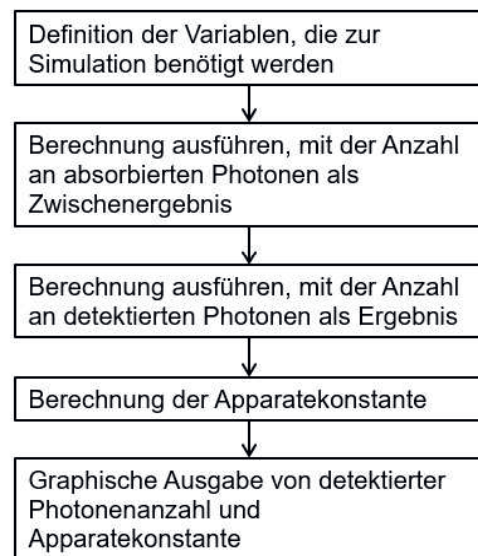 Definition der Variablen, die zur
Simulation benötigt werden
Berechnung ausführen, mit der Anzahl
an absorbierten Photonen als
Zwischenergebnis
Berechnung ausführen, mit der Anzahl
an detektierten Photonen als Ergebnis
Berechnung der Apparatekonstante
Graphische Ausgabe von detektierter
Photonenanzahl und
Apparatekonstante